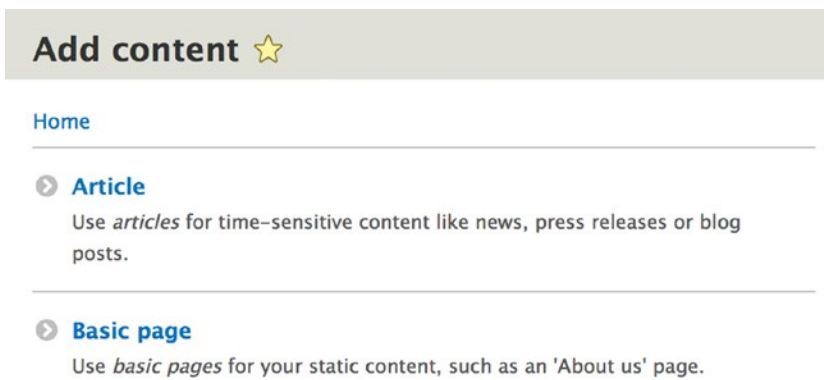 Add content
Home
Article
Use articles for time-sensitive content like news, press releases or blog
posts.
Basic page
Use basic pages for your static content, such as an 'About us' page.